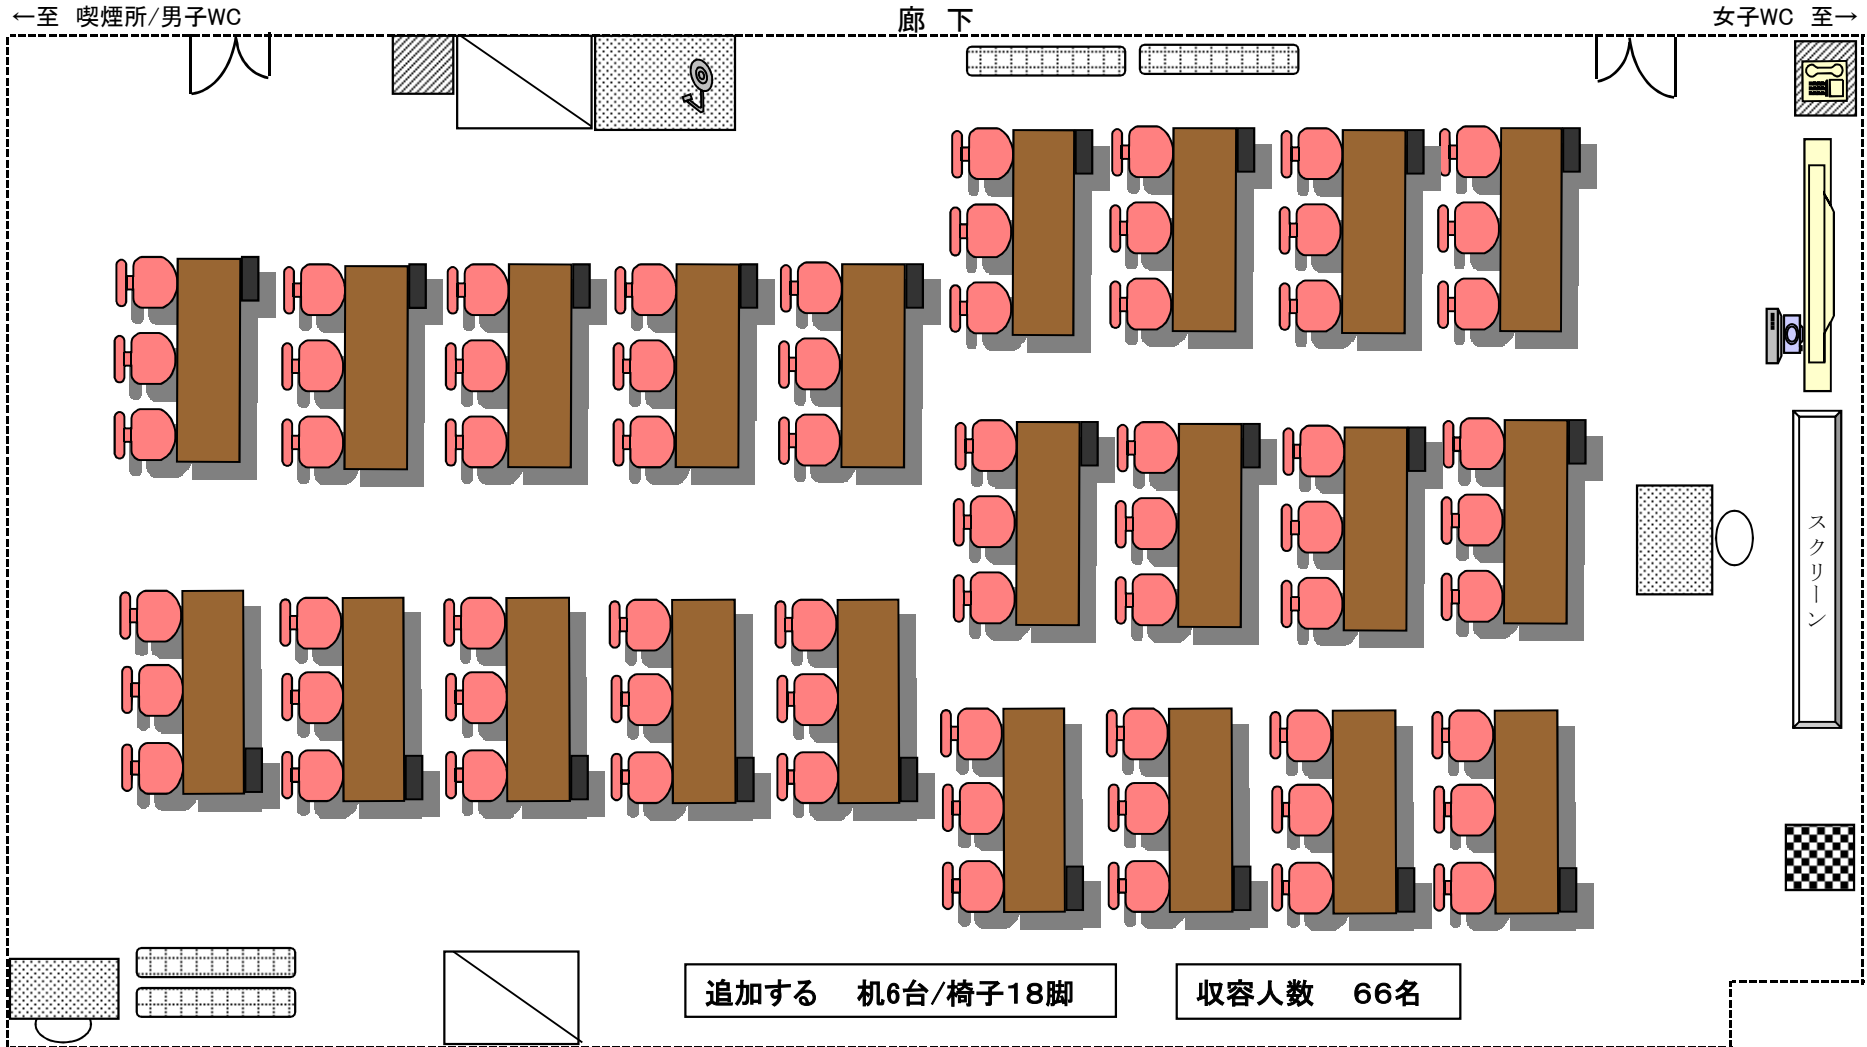 ←至　喫煙所/男子WC
廊　下
女子WC　至→
スクリーン
追加する　机6台/椅子18脚
収容人数　66名